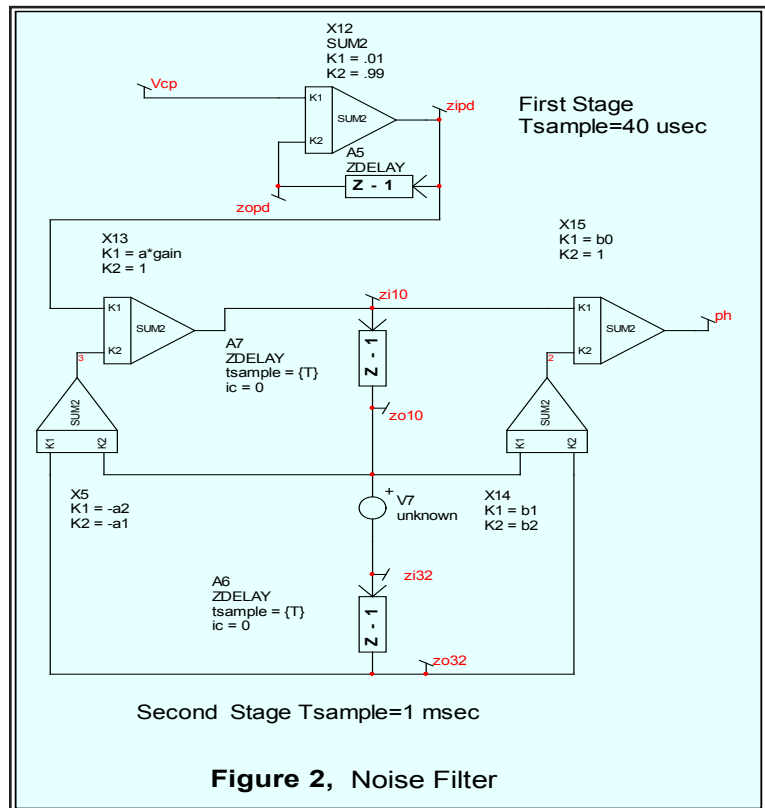 X12
SUM2
K1 = .01
K2 = .99
Vcp
K1
SUM2
K2
zipd
First Stage
Tsample=40 usec
A5
ZDELAY
Z - 1
zopd
X13
K1 = a*gain
K2 = 1
X15
K1 = b0
K2 = 1
K1
SUM2
K2
zi10
K1
SUM2
K2
ph
3
A7
ZDELAY
tsample = {T}
ic = 0
Z - 1
2
zo10
SUM2
K1
K2
SUM2
K1
K2
X5
K1 = -a2
K2 = -a1
+
V7
unknown
X14
K1 = b1
K2 = b2
zi32
A6
ZDELAY
tsample = {T}
ic = 0
Z - 1
zo32
Second Stage Tsample=1 msec
Figure 2, Noise Filter